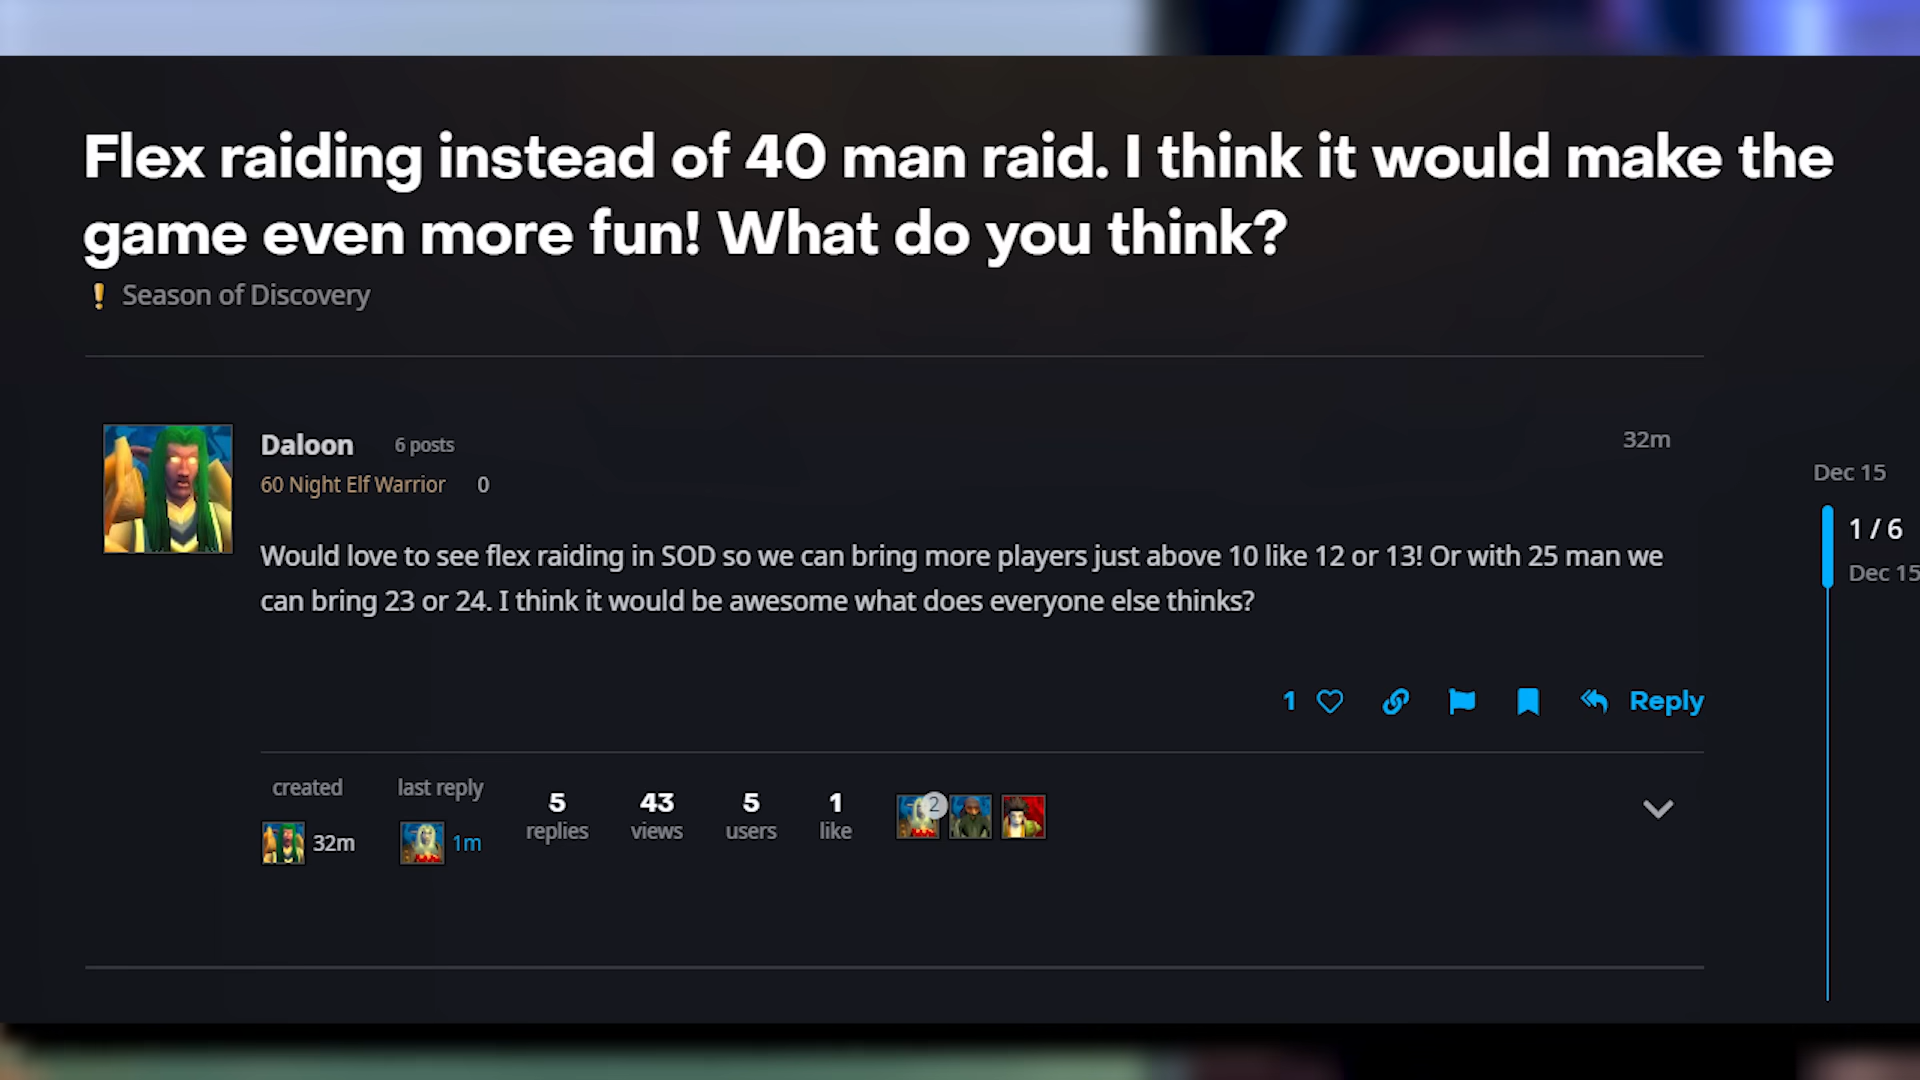 Flex raiding instead of 40 man raid. I think it would make the
game even more fun! What do you think?
Season of Discovery
Daloon 6 posts
32m
60 Night Elf Warrior 0
Dec 15
1 / 6
Dec 15
Would love to see flex raiding in SOD so we can bring more players just above 10 like 12 or 13! Or with 25 man we
can bring 23 or 24. I think it would be awesome what does everyone else thinks?
1 Reply
created last reply
5 43 5 1
2
replies views users like
32m 1m